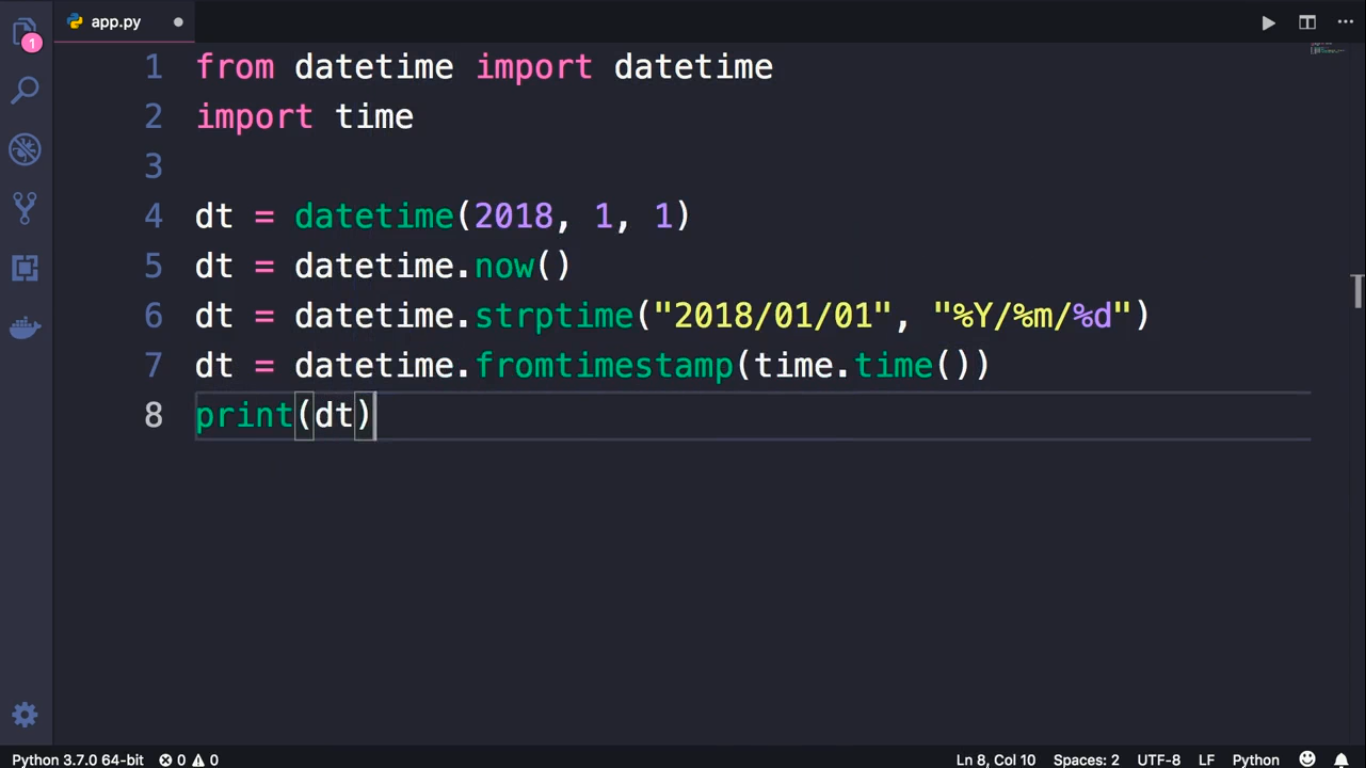 1
app.py
1 from datetime import datetime
2 import time
3
4 dt = datetime(2018, 1, 1)
5 dt = datetime.now()
6 dt = datetime.strptime("2018/01/01", "%Y/%m/%d")
7 dt = datetime.fromtimestamp(time.time())
8 print(dt)
Python 3.7.0 64-bit 0 0 Ln 8, Col 10 Spaces: 2 UTF-8 LF Python